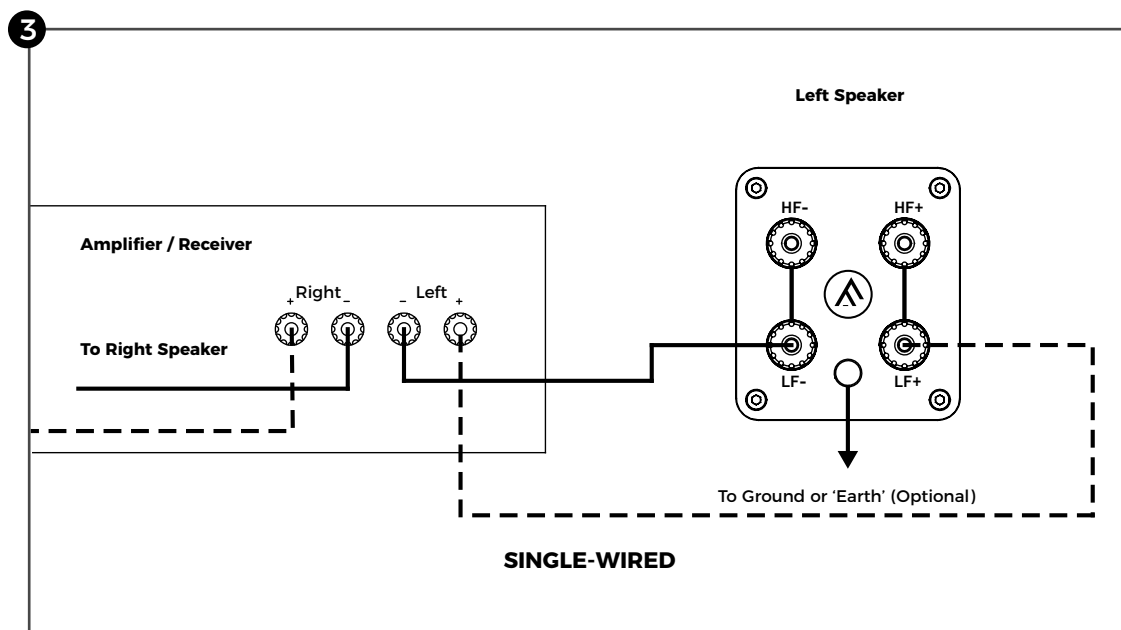 3
Left Speaker
HF-
HF+
Amplifier / Receiver
+ Right -
- Left +
To Right Speaker
LF-
LF+
To Ground or ‘Earth’ (Optional)
SINGLE-WIRED